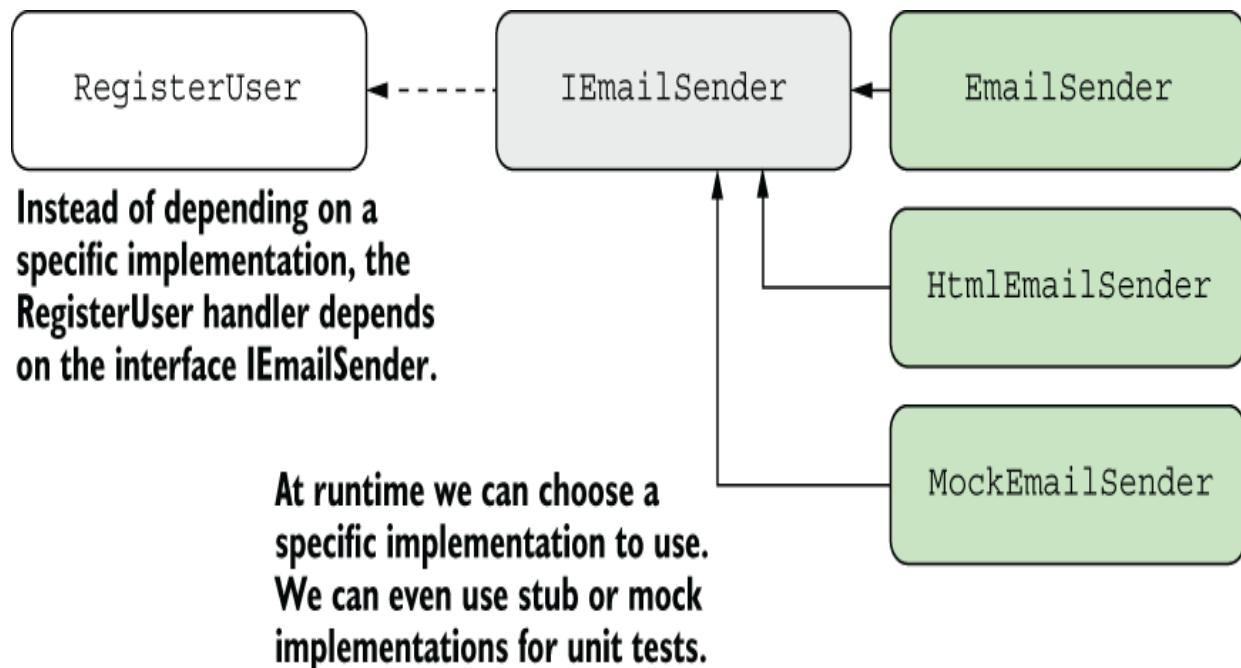 RegisterUser
IEmailSender
EmailSender
Instead of depending on a
specific implementation, the
RegisterUser handler depends
on the interface IEmailSender.
HtmlEmailSender
MockEmailSender
At runtime we can choose a
specific implementation to use.
We can even use stub or mock
implementations for unit tests.